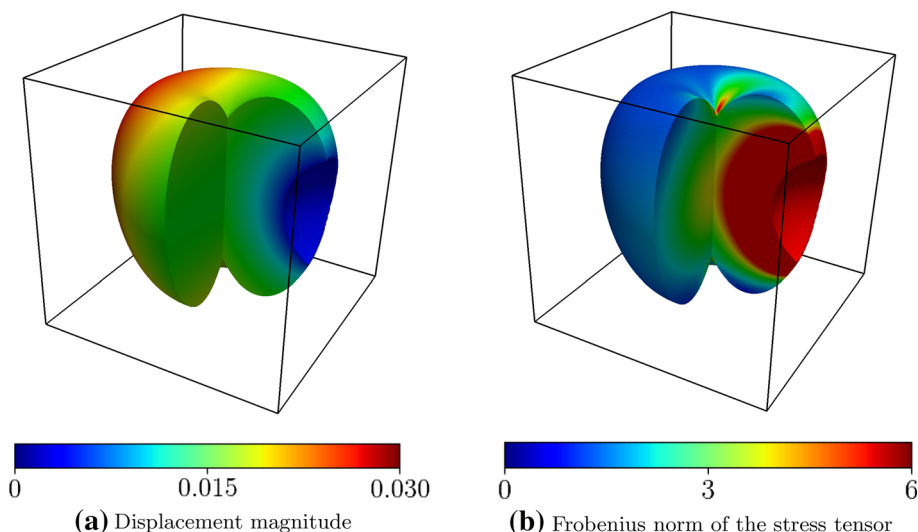 0 0.015 0.030
(a) Displacement magnitude
0 3 6
(b) Frobenius norm of the stress tensor